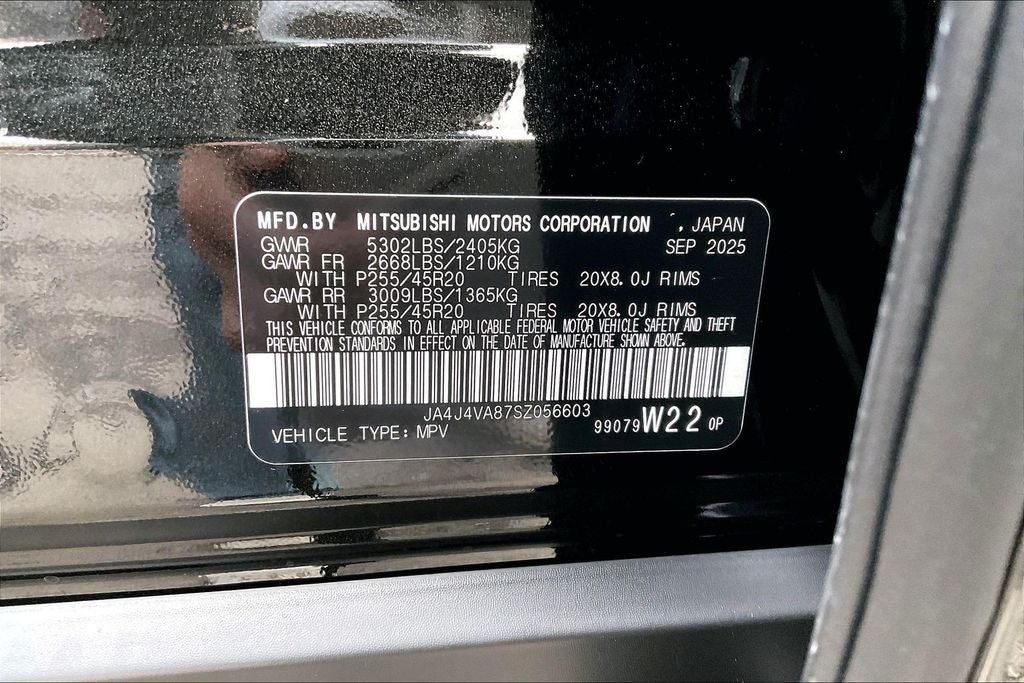 MFD.BY MITSUBISHI MOTORS CORPORATION , JAPAN
GVWR 5302LBS/2405KG SEP 2025
GAWR FR 2668LBS/1210KG
WITH P255/45R20 TIRES 20X8.0J RIMS
GAWR RR 3009LBS/1365KG
WITH P255/45R20 TIRES 20X8.0J RIMS
THIS VEHICLE CONFORMS TO ALL APPLICABLE FEDERAL MOTOR VEHICLE SAFETY AND THEFT
PREVENTION STANDARDS IN EFFECT ON THE DATE OF MANUFACTURE SHOWN ABOVE.
JA4J4VA87SZ056603
VEHICLE TYPE: MPV 99079 W22 0P